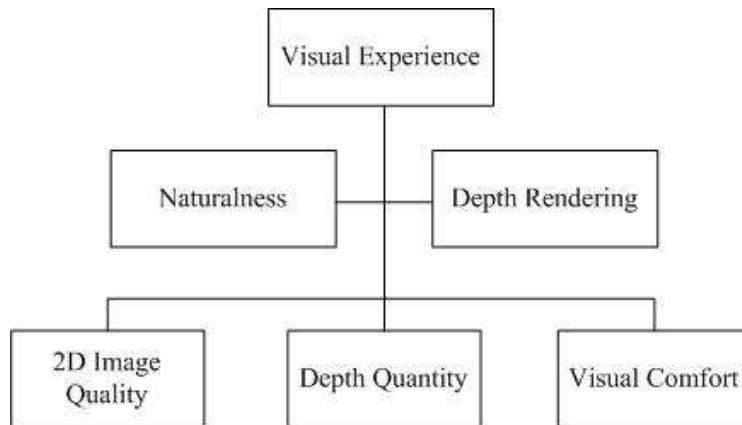 Visual Experience
Naturalness
Depth Rendering
2D Image
Quality
Depth Quantity
Visual Comfort